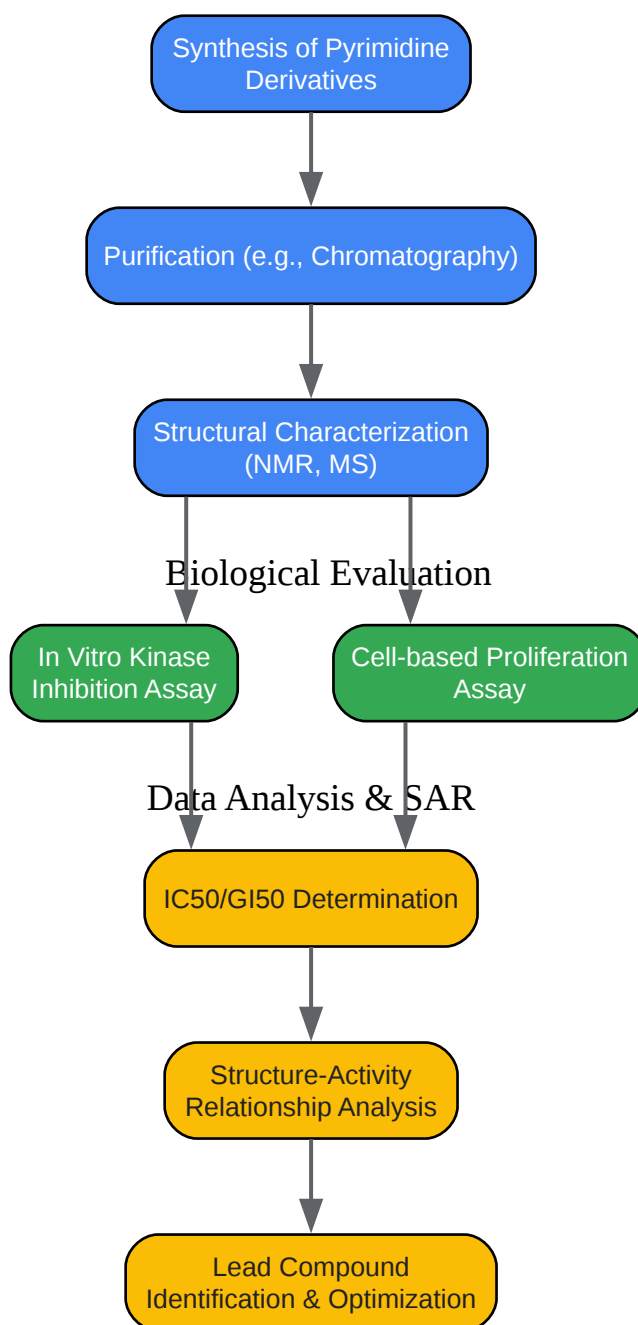 Synthesis of Pyrimidine
Derivatives
Purification (e.g., Chromatography)
Structural Characterization
(NMR, MS)
Biological Evaluation
In Vitro Kinase
Inhibition Assay
Cell-based Proliferation
Assay
Data Analysis & SAR
IC50/GI50 Determination
Structure-Activity
Relationship Analysis
Lead Compound
Identification & Optimization